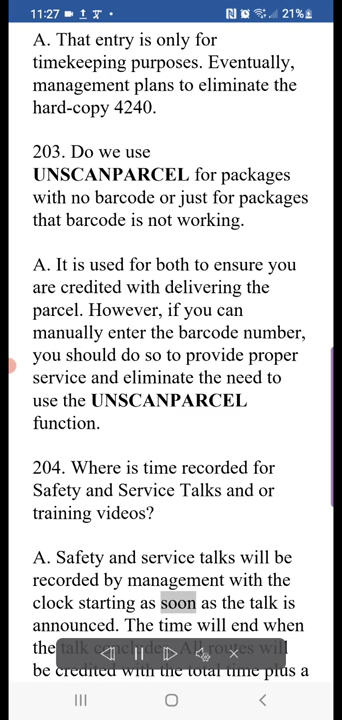 11:27
21%
A. That entry is only for
timekeeping purposes. Eventually,
management plans to eliminate the
hard-copy 4240.
203. Do we use
UNSCANPARCEL for packages
with no barcode or just for packages
that barcode is not working.
A. It is used for both to ensure you
are credited with delivering the
parcel. However, if you can
manually enter the barcode number,
you should do so to provide proper
service and eliminate the need to
use the UNSCANPARCEL
function.
204. Where is time recorded for
Safety and Service Talks and or
training videos?
A. Safety and service talks will be
recorded by management with the
clock starting as soon as the talk is
announced. The time will end when
the talk concludes. All routes will
be credited with the total time plus a